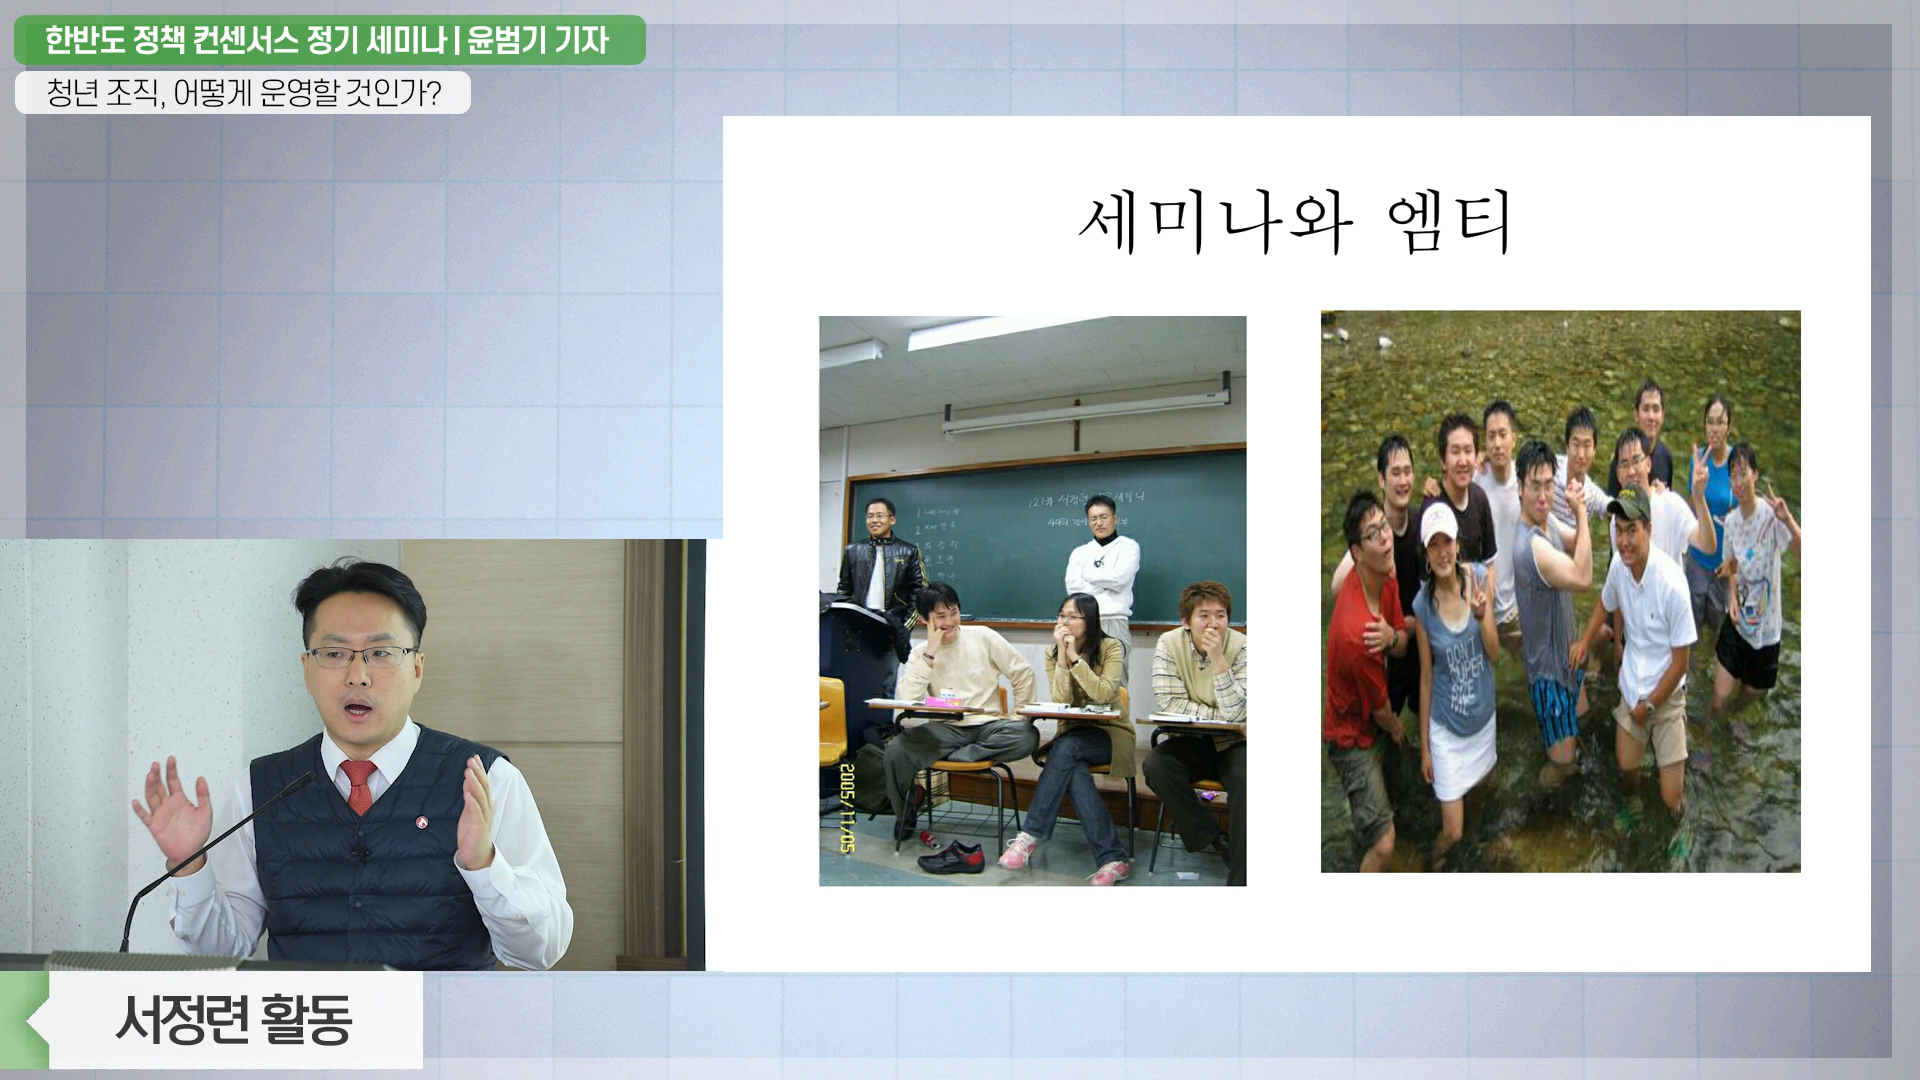 한반도 정책 컨센서스 정기 세미나 | 윤범기 기자
청년 조직, 어떻게 운영할 것인가?
세미나와 엠티
2005/11/05
서정련 활동